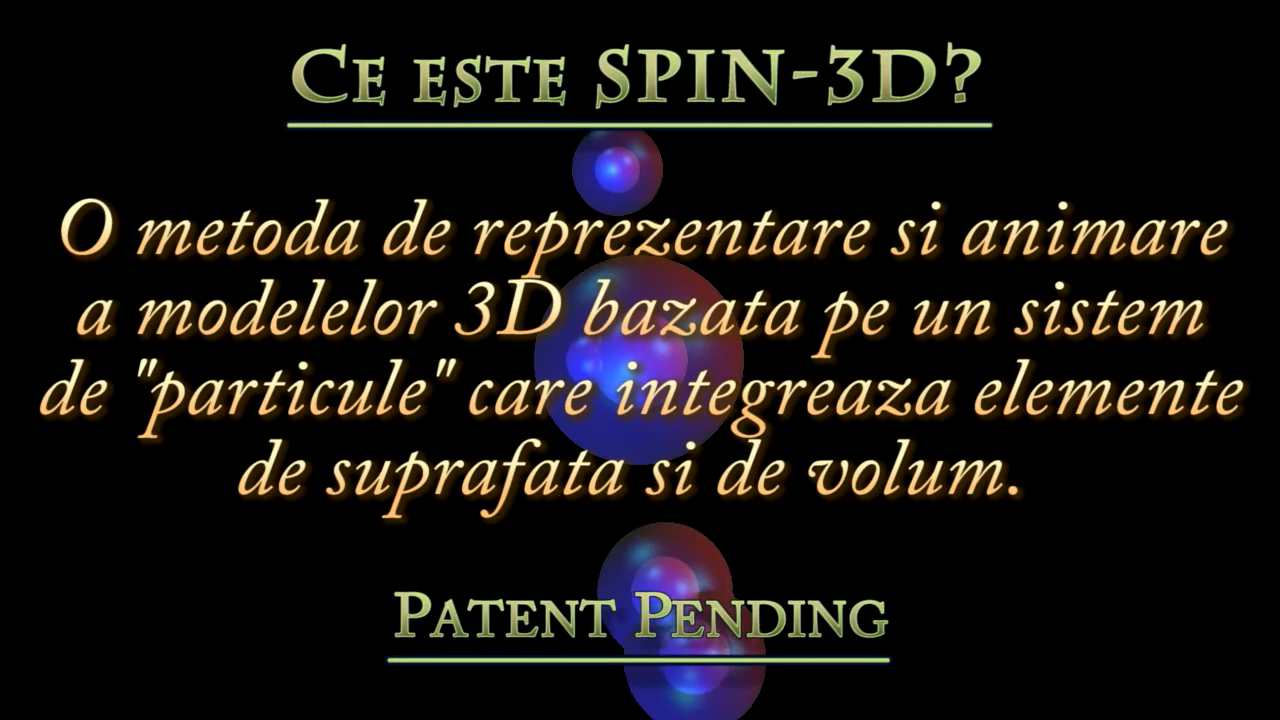 Ce este SPIN-3D?
O metoda de reprezentare si animare
a modelelor 3D bazata pe un sistem
de "particule" care integreaza elemente
de suprafata si de volum.
Patent Pending